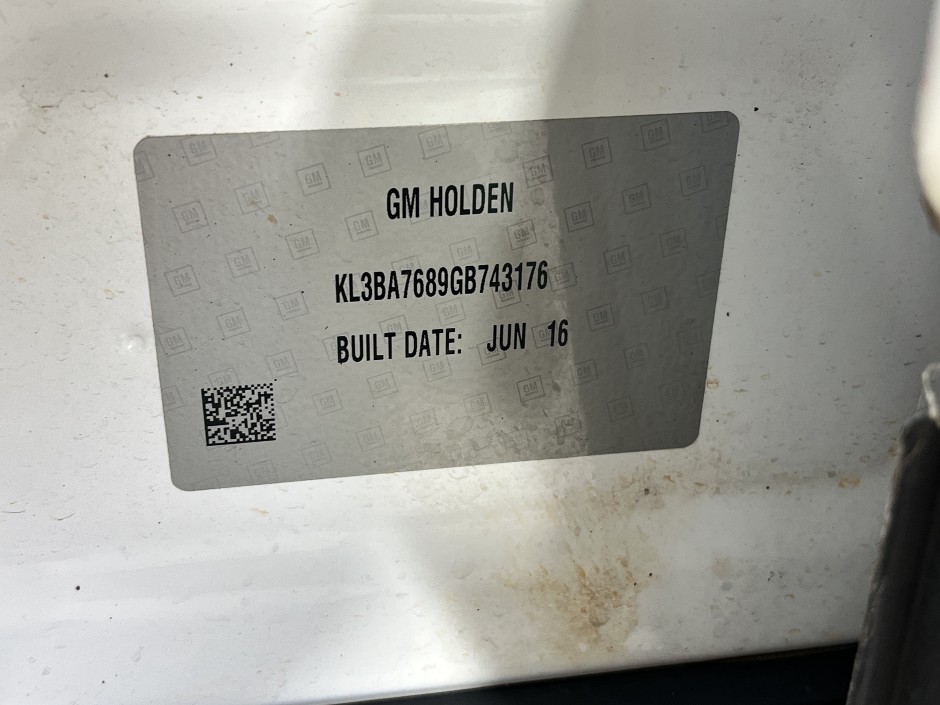 GM HOLDEN
KL3BA7689GB743176
BUILT DATE: JUN 16